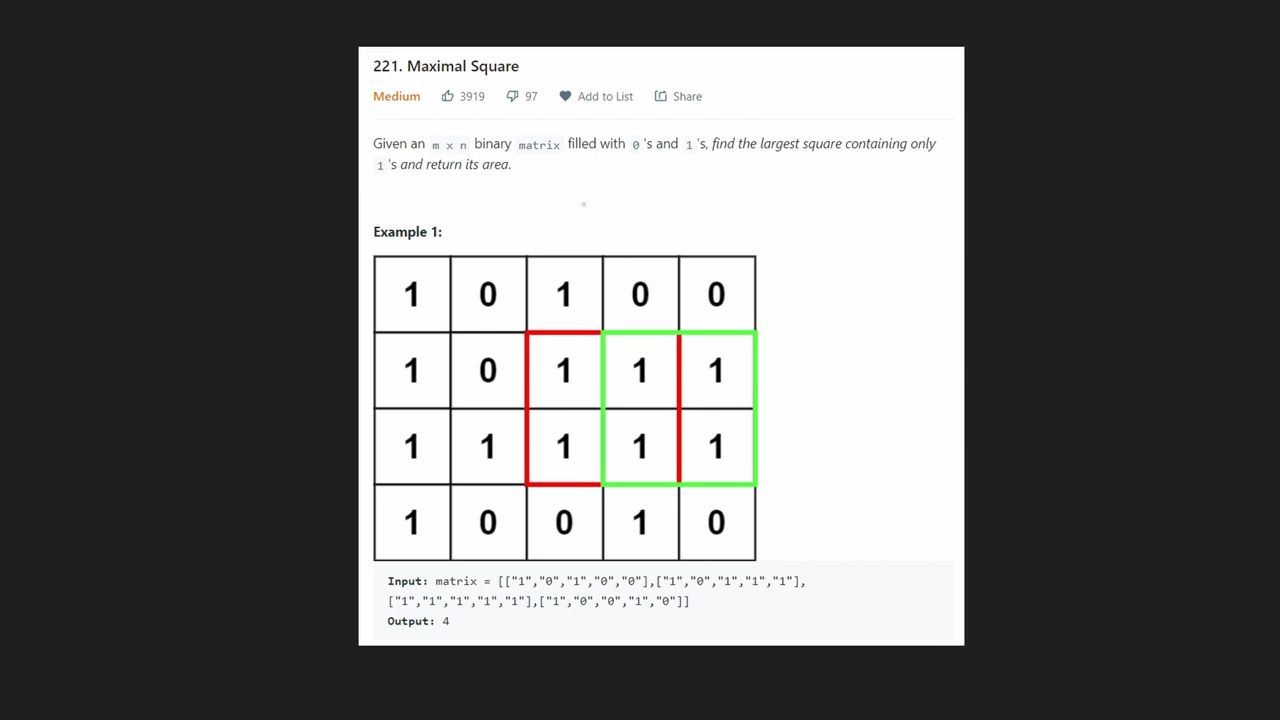 221. Maximal Square
Medium 3919 97 Add to List Share
Given an m x n binary matrix filled with 0 's and 1 's, find the largest square containing only
1 's and return its area.
Example 1:
1 0 1 0 0
1 0 1 1 1
1 1 1 1 1
1 0 0 1 0
Input: matrix = [["1","0","1","0","0"],["1","0","1","1","1"],
["1","1","1","1","1"],["1","0","0","1","0"]]
Output: 4